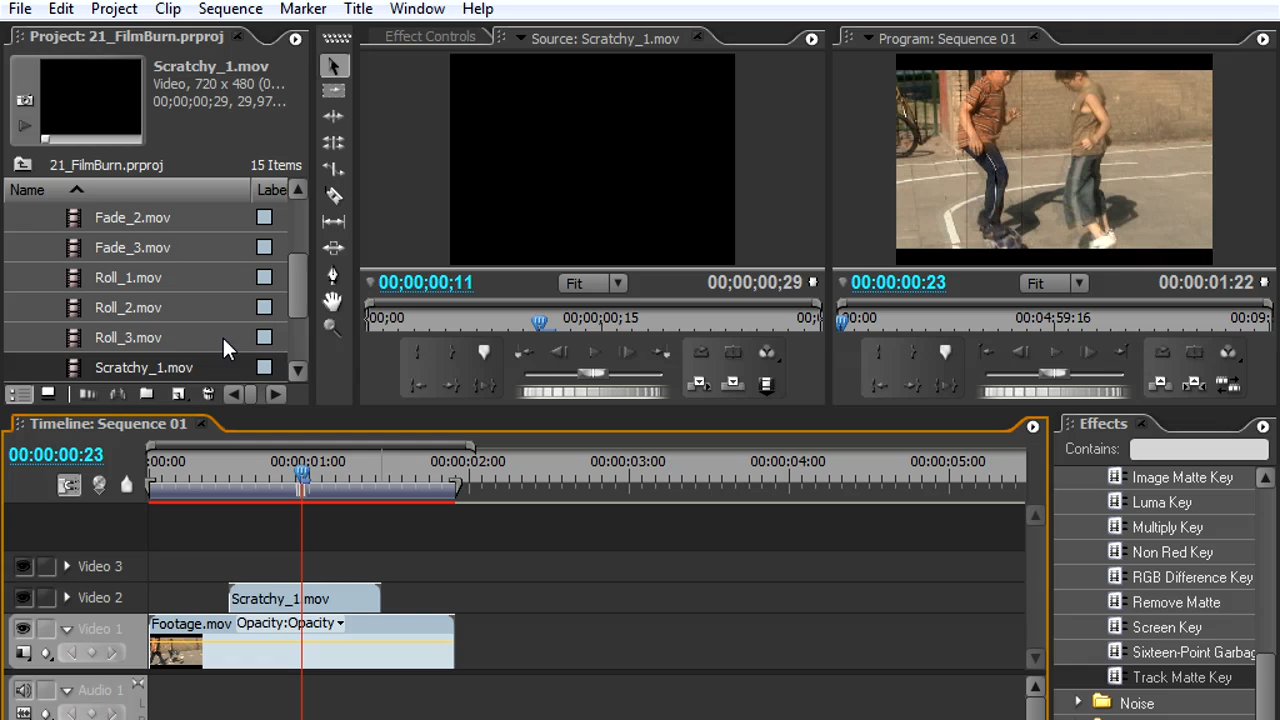 File Edit Project Clip Sequence Marker Title Window Help
Project: 21_FilmBurn.prproj
Scratchy_1.mov
Video, 720 x 480 (0...
00;00;00;29, 29,97...
21_FilmBurn.prproj 15 Items
Name Labe
Fade_2.mov
Fade_3.mov
Roll_1.mov
Roll_2.mov
Roll_3.mov
Scratchy_1.mov
Effect Controls Source: Scratchy_1.mov
00;00;00;11 Fit 00;00;00;29
00;00 00;00;00;15 00;0
Program: Sequence 01
00:00:00:23 Fit 00:00:01:22
00:00 00:04:59:16 00:09:
Timeline: Sequence 01
00:00:00:23
:00:00 00:00:01:00 00:00:02:00 00:00:03:00 00:00:04:00 00:00:05:00
Video 3
Video 2 Scratchy_1.mov
Video 1 Footage.mov Opacity:Opacity
Audio 1
Effects
Contains:
Image Matte Key
Luma Key
Multiply Key
Non Red Key
RGB Difference Key
Remove Matte
Screen Key
Sixteen-Point Garbag
Track Matte Key
Noise